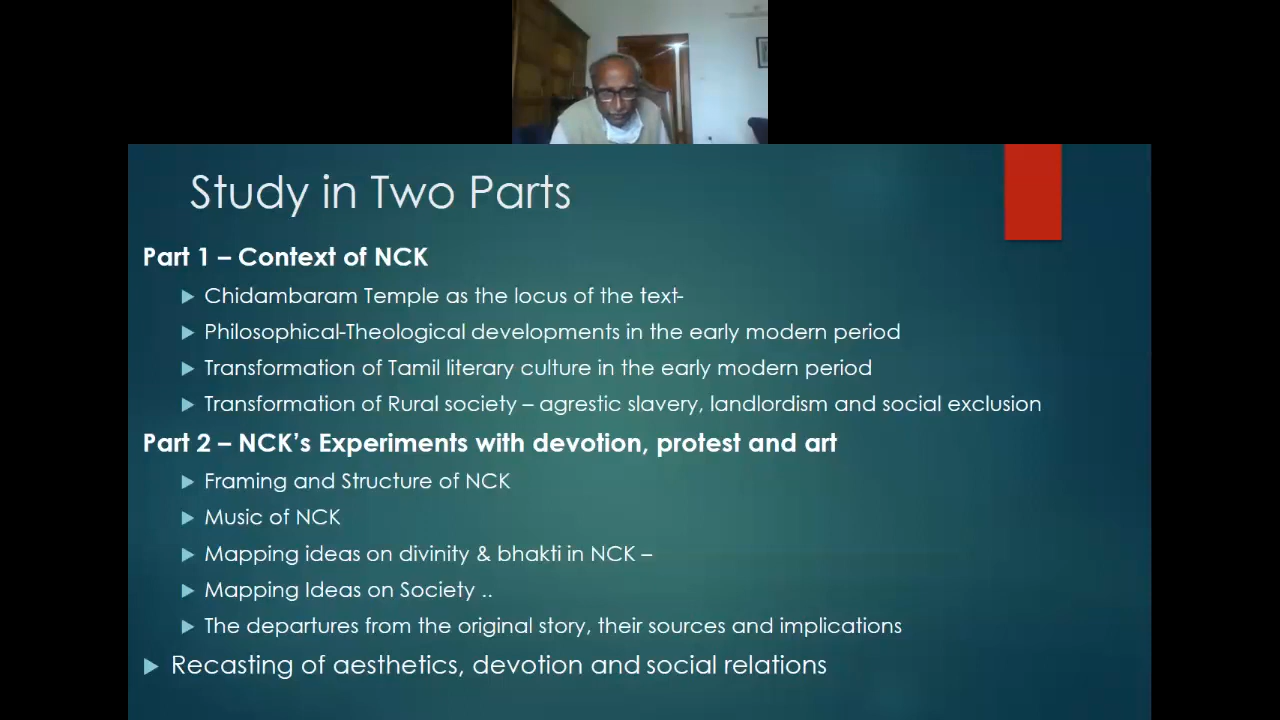 Study in Two Parts
Part 1 – Context of NCK
Chidambaram Temple as the locus of the text-
Philosophical-Theological developments in the early modern period
Transformation of Tamil literary culture in the early modern period
Transformation of Rural society – agrestic slavery, landlordism and social exclusion
Part 2 – NCK's Experiments with devotion, protest and art
Framing and Structure of NCK
Music of NCK
Mapping ideas on divinity & bhakti in NCK –
Mapping Ideas on Society ..
The departures from the original story, their sources and implications
Recasting of aesthetics, devotion and social relations